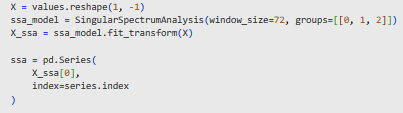 X = values.reshape(1, -1)
ssa_model = SingularSpectrumAnalysis(window_size=72, groups=[[0, 1, 2]])
X_ssa = ssa_model.fit_transform(X)
ssa = pd.Series(
    X_ssa[0],
    index=series.index
)